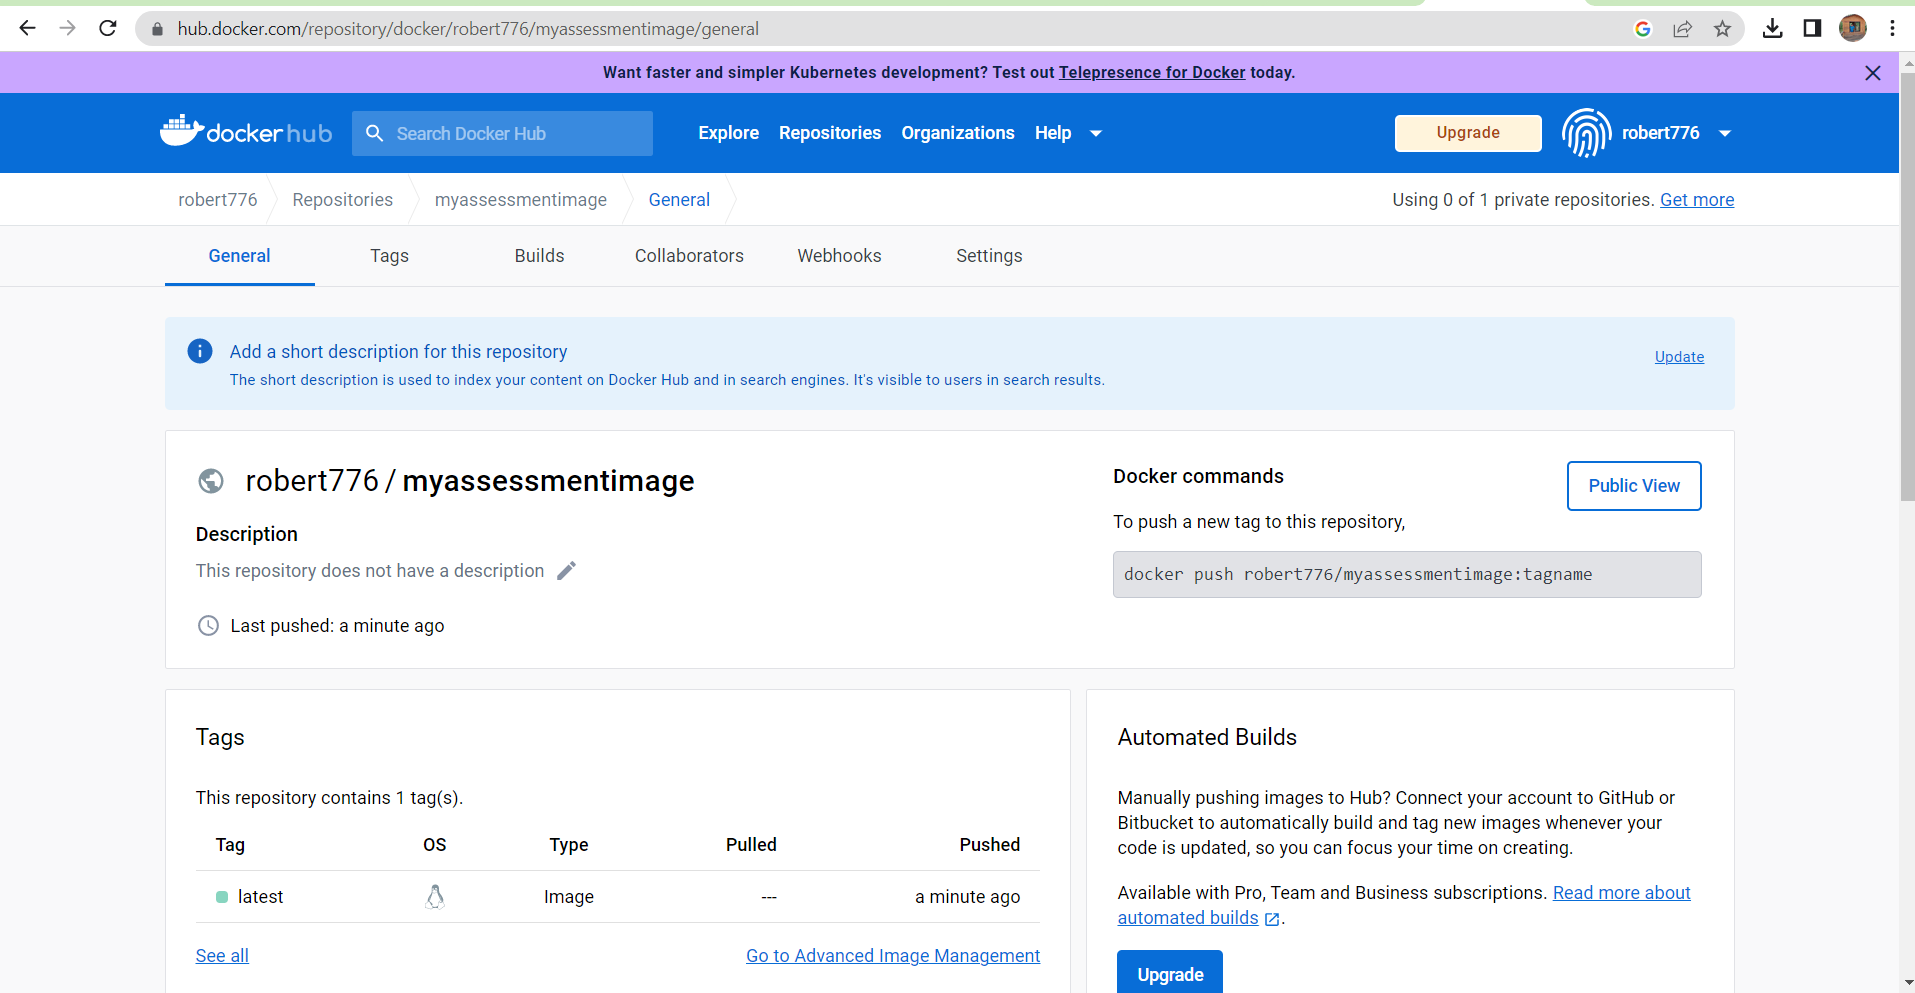 hub.docker.com/repository/docker/robert776/myassessmentimage/general
Want faster and simpler Kubernetes development? Test out Telepresence for Docker today.
dockerhub
Search Docker Hub
Explore
Repositories
Organizations
Help
Upgrade
robert776
robert776
Repositories
myassessmentimage
General
Using 0 of 1 private repositories. Get more
General
Tags
Builds
Collaborators
Webhooks
Settings
Add a short description for this repository
The short description is used to index your content on Docker Hub and in search engines. It's visible to users in search results.
Update
robert776 / myassessmentimage
Description
This repository does not have a description
Last pushed: a minute ago
Docker commands
Public View
To push a new tag to this repository,
docker push robert776/myassessmentimage:tagname
Tags
This repository contains 1 tag(s).
Tag OS Type Pulled Pushed
latest Image --- a minute ago
See all
Go to Advanced Image Management
Automated Builds
Manually pushing images to Hub? Connect your account to GitHub or
Bitbucket to automatically build and tag new images whenever your
code is updated, so you can focus your time on creating.
Available with Pro, Team and Business subscriptions. Read more about
automated builds.
Upgrade